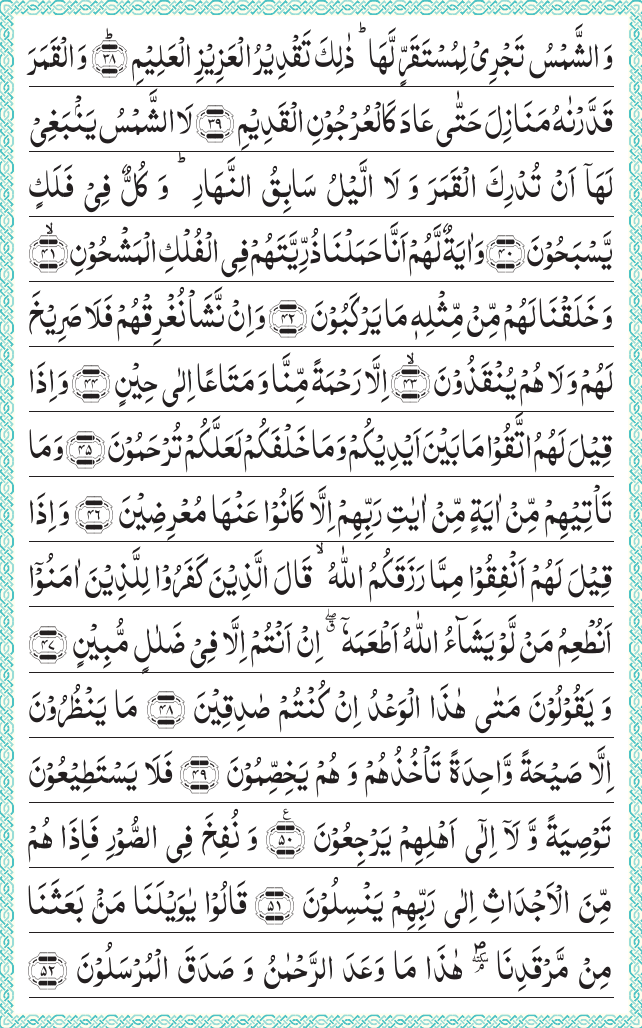 وَالشَّمْسُ تَجْرِیْ لِمُسْتَقَرٍّ لَّهَا ؕ ذٰلِكَ تَقْدِیْرُ الْعَزِیْزِ الْعَلِیْمِ ﴿۳۸﴾ؕ وَالْقَمَرَ
قَدَّرْنٰهُ مَنَازِلَ حَتّٰی عَادَ كَالْعُرْجُوْنِ الْقَدِیْمِ ﴿۳۹﴾ لَا الشَّمْسُ یَنْۢبَغِیْ
لَهَاۤ اَنْ تُدْرِكَ الْقَمَرَ وَ لَا الَّیْلُ سَابِقُ النَّهَارِ ؕ وَ كُلٌّ فِیْ فَلَكٍ
یَّسْبَحُوْنَ ﴿۴۰﴾ وَاٰیَةٌ لَّهُمْ اَنَّا حَمَلْنَا ذُرِّیَّتَهُمْ فِی الْفُلْكِ الْمَشْحُوْنِ ﴿۴۱﴾ۙ
وَ خَلَقْنَا لَهُمْ مِّنْ مِّثْلِهٖ مَا یَرْكَبُوْنَ ﴿۴۲﴾ وَاِنْ نَّشَاْ نُغْرِقْهُمْ فَلَا صَرِیْخَ
لَهُمْ وَلَا هُمْ یُنْقَذُوْنَ ﴿۴۳﴾ۙ اِلَّا رَحْمَةً مِّنَّا وَ مَتَاعًا اِلٰی حِیْنٍ ﴿۴۴﴾ وَاِذَا
قِیْلَ لَهُمُ اتَّقُوْا مَا بَیْنَ اَیْدِیْكُمْ وَمَا خَلْفَكُمْ لَعَلَّكُمْ تُرْحَمُوْنَ ﴿۴۵﴾ وَمَا
تَاْتِیْهِمْ مِّنْ اٰیَةٍ مِّنْ اٰیٰتِ رَبِّهِمْ اِلَّا كَانُوْا عَنْهَا مُعْرِضِیْنَ ﴿۴۶﴾ وَاِذَا
قِیْلَ لَهُمْ اَنْفِقُوْا مِمَّا رَزَقَكُمُ اللّٰهُ ۙ قَالَ الَّذِیْنَ كَفَرُوْا لِلَّذِیْنَ اٰمَنُوْۤا
اَنُطْعِمُ مَنْ لَّوْ یَشَآءُ اللّٰهُ اَطْعَمَهٗۤ ۖق اِنْ اَنْتُمْ اِلَّا فِیْ ضَلٰلٍ مُّبِیْنٍ ﴿۴۷﴾
وَ یَقُوْلُوْنَ مَتٰی هٰذَا الْوَعْدُ اِنْ كُنْتُمْ صٰدِقِیْنَ ﴿۴۸﴾ مَا یَنْظُرُوْنَ
اِلَّا صَیْحَةً وَّاحِدَةً تَاْخُذُهُمْ وَ هُمْ یَخِصِّمُوْنَ ﴿۴۹﴾ فَلَا یَسْتَطِیْعُوْنَ
تَوْصِیَةً وَّ لَاۤ اِلٰۤی اَهْلِهِمْ یَرْجِعُوْنَ ﴿۵۰﴾ع وَ نُفِخَ فِی الصُّوْرِ فَاِذَا هُمْ
مِّنَ الْاَجْدَاثِ اِلٰی رَبِّهِمْ یَنْسِلُوْنَ ﴿۵۱﴾ قَالُوْا یٰوَیْلَنَا مَنْۢ بَعَثَنَا
مِنْ مَّرْقَدِنَا ؔۘ هٰذَا مَا وَعَدَ الرَّحْمٰنُ وَ صَدَقَ الْمُرْسَلُوْنَ ﴿۵۲﴾